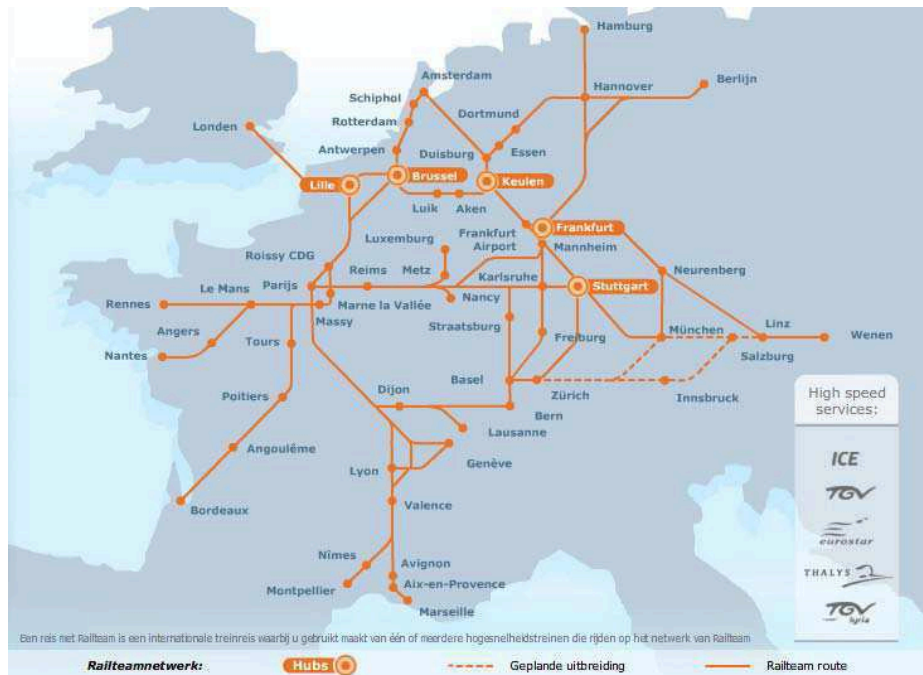 Hamburg
Berlijn
Hannover
Amsterdam
Schiphol
Dortmund
Rotterdam
Londen
Antwerpen
Duisburg
Essen
Lille
Brussel
Keulen
Luik
Aken
Frankfurt
Frankfurt
Airport
Mannheim
Luxemburg
Roissy CDG
Parijs
Reims
Metz
Karlsruhe
Neurenberg
Stuttgart
Rennes
Le Mans
Marne la Vallée
Nancy
Massy
Straatsburg
Angers
Tours
Freiburg
München
Linz
Wenen
Nantes
Salzburg
Poitiers
Dijon
Basel
Zürich
Innsbruck
Bern
Lausanne
Angoulême
Genève
Lyon
Bordeaux
Valence
Nîmes
Avignon
Montpellier
Aix-en-Provence
Marseille
High speed
services:
ICE
TGV
eurostar
THALYS
TGV
lyria
Een reis met Railteam is een internationale treinreis waarbij u gebruikt maakt van één of meerdere hogesnelheidstreinen die rijden op het netwerk van Railteam
Railteamnetwerk:
Hubs
Geplande uitbreiding
Railteam route